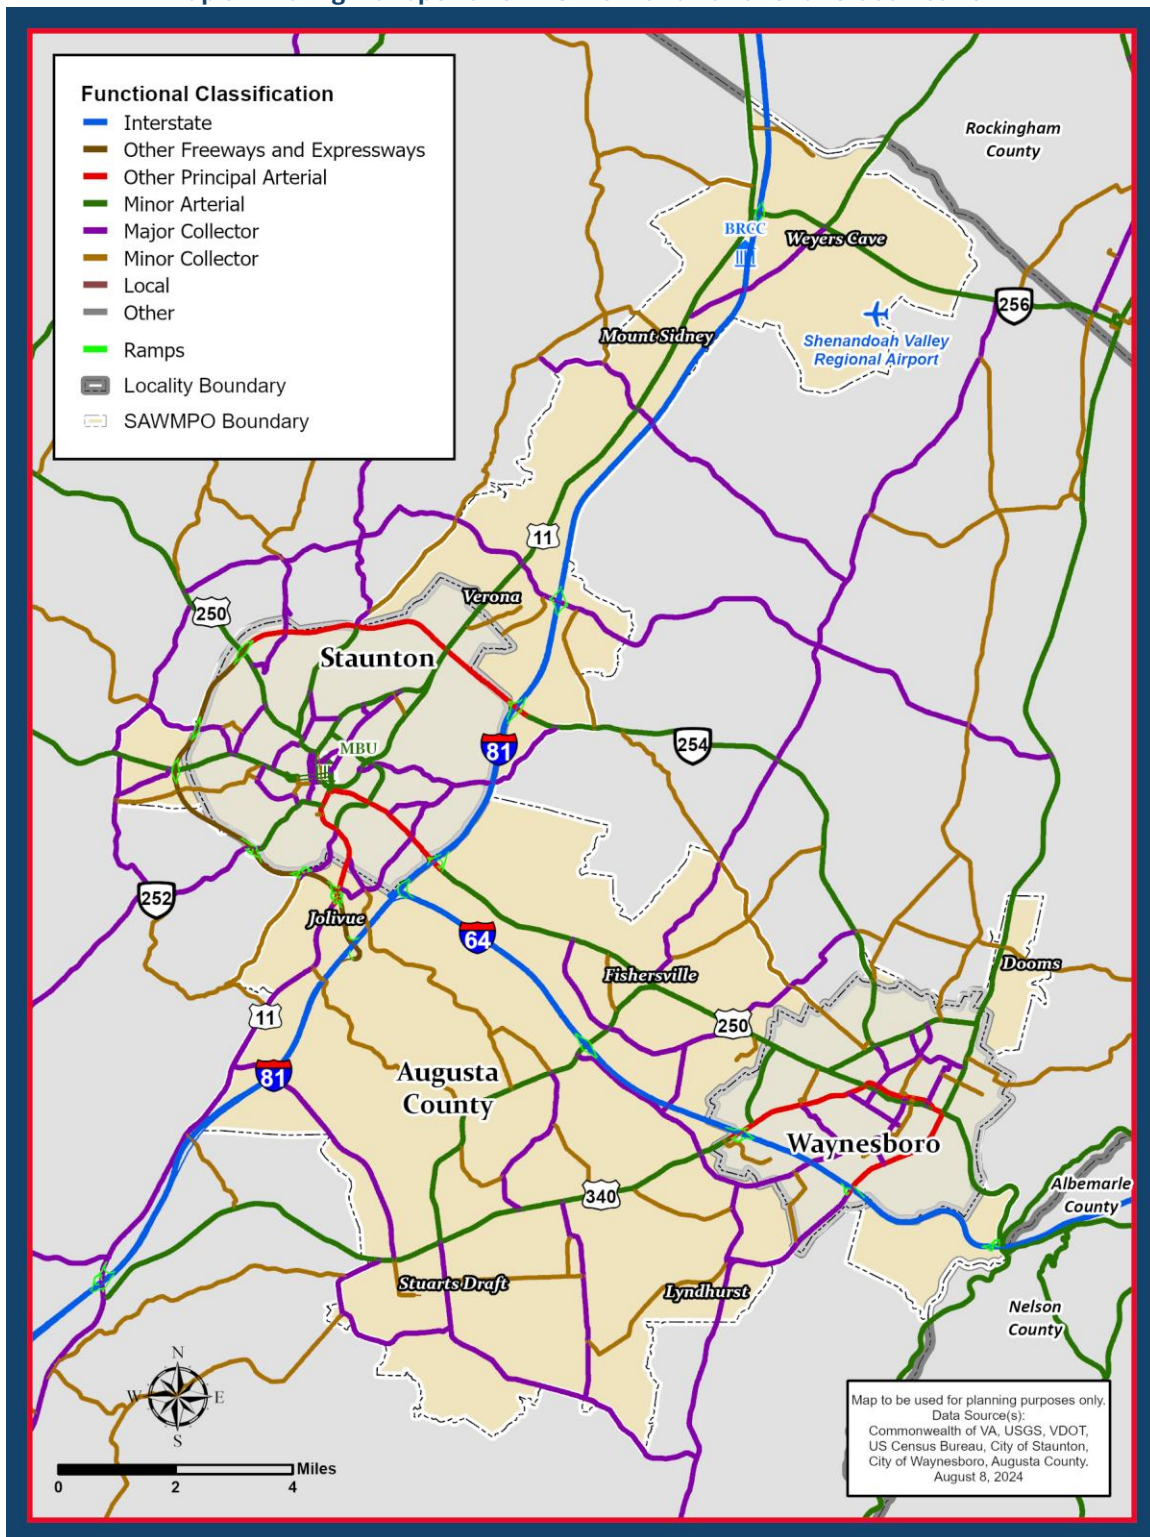 Functional Classification
Interstate
Other Freeways and Expressways
Other Principal Arterial
Minor Arterial
Major Collector
Minor Collector
Local
Other
Ramps
Locality Boundary
SAWMPO Boundary
Rockingham
County
BRCC
Weyers Cave
256
Mount Sidney
Shenandoah Valley
Regional Airport
11
Verona
250
Staunton
MBU
81
254
252
Jolivue
64
Fishersville
Dooms
11
250
81
Augusta
County
Waynesboro
340
Albemarle
County
Stuarts Draft
Lyndhurst
Nelson
County
N
W
E
S
Miles
0
2
4
Map to be used for planning purposes only.
Data Source(s):
Commonwealth of VA, USGS, VDOT,
US Census Bureau, City of Staunton,
City of Waynesboro, Augusta County.
August 8, 2024